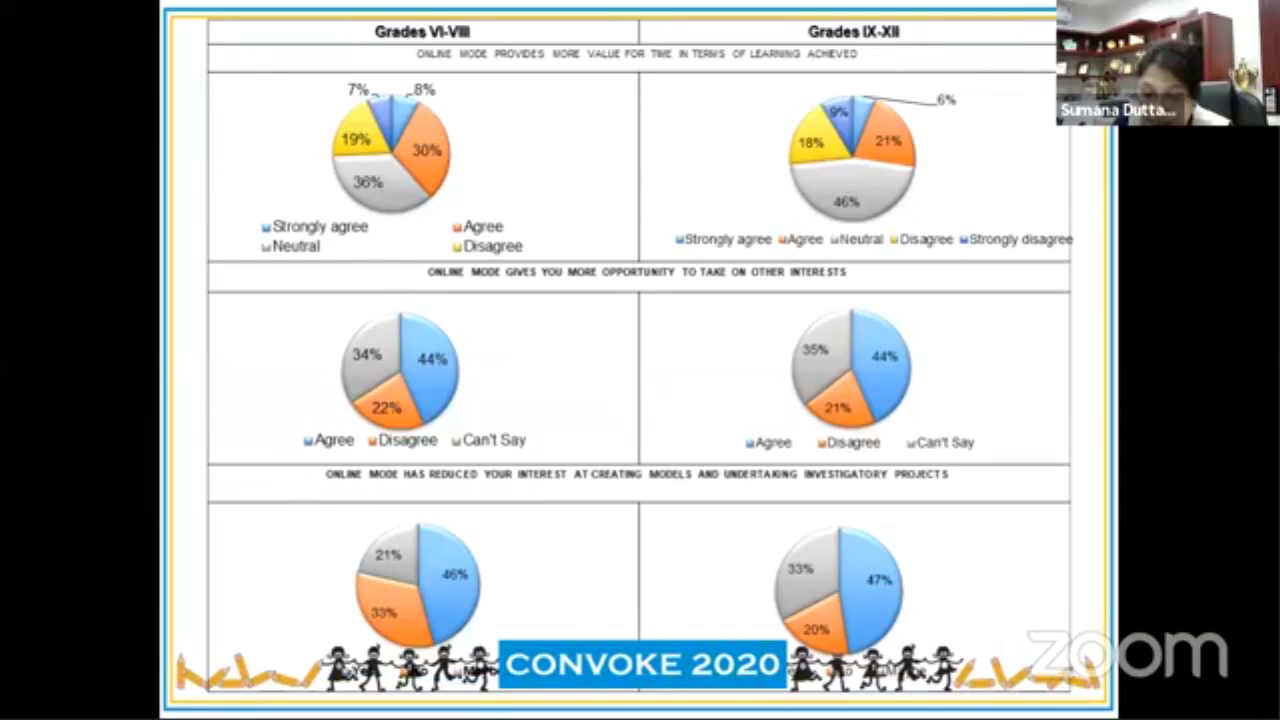 Grades VI-VIII
Grades IX-XII
ONLINE MODE PROVIDES MORE VALUE FOR TIME IN TERMS OF LEARNING ACHIEVED
7%
8%
19%
30%
36%
Strongly agree
Agree
Neutral
Disagree
9%
6%
18%
21%
46%
Strongly agree Agree Neutral Disagree Strongly disagree
ONLINE MODE GIVES YOU MORE OPPORTUNITY TO TAKE ON OTHER INTERESTS
34%
44%
22%
Agree Disagree Can't Say
35%
44%
21%
Agree Disagree Can't Say
ONLINE MODE HAS REDUCED YOUR INTEREST AT CREATING MODELS AND UNDERTAKING INVESTIGATORY PROJECTS
21%
46%
33%
33%
47%
20%
CONVOKE 2020
Sumana Dutta...
zoom